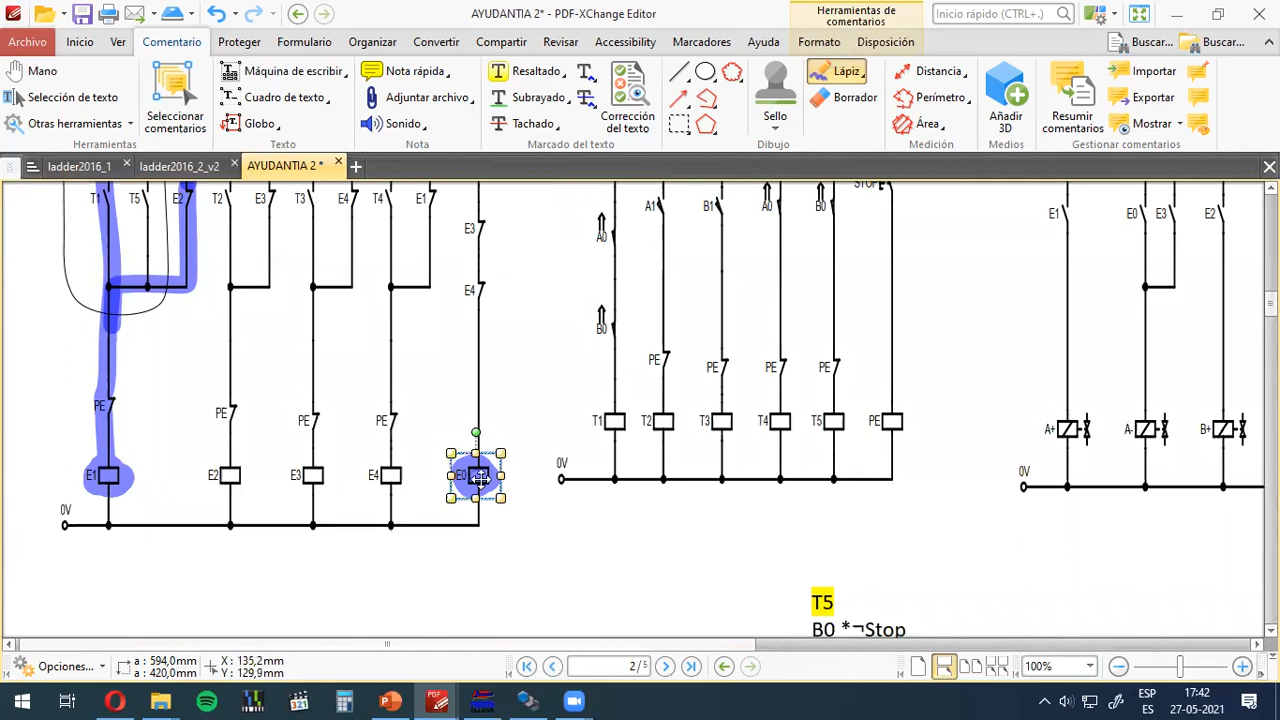 AYUDANTIA 2 * - PDF-XChange Editor
Herramientas de comentarios
Inicio rápido (CTRL+.)
Archivo Inicio Ver Comentario Proteger Formulario Organizar Convertir Compartir Revisar Accessibility Marcadores Ayuda Formato Disposición Buscar... Buscar...
Mano
Selección de texto
Otras herramientas
Seleccionar comentarios
Herramientas
Máquina de escribir
Cuadro de texto
Globo
Texto
Nota rápida
Adjuntar archivo
Sonido
Nota
Resaltado
Subrayado
Tachado
Corrección del texto
Marcado del texto
Dibujo
Sello
Lápiz
Borrador
Distancia
Perímetro
Área
Medición
Añadir 3D
Medios
Resumir comentarios
Importar
Exportar
Mostrar
Gestionar comentarios
ladder2016_1 ladder2016_2_v2 AYUDANTIA 2 *
T1 T5 E2 T2 E3 T3 E4 T4 E1
E3
E4
PE PE PE PE
E1 E2 E3 E4 E0
0V
A1 B1 A0 B0 STOP
A0
B0
PE PE PE PE
T1 T2 T3 T4 T5 PE
0V
E1 E0 E3 E2
A+ A- B+
0V
T5
B0 *¬Stop
Opciones... a : 594,0mm X : 135,2mm 2/5 100%
a : 420,0mm Y : 129,9mm
321
PDF
ESP
ES
17:42
27-05-2021